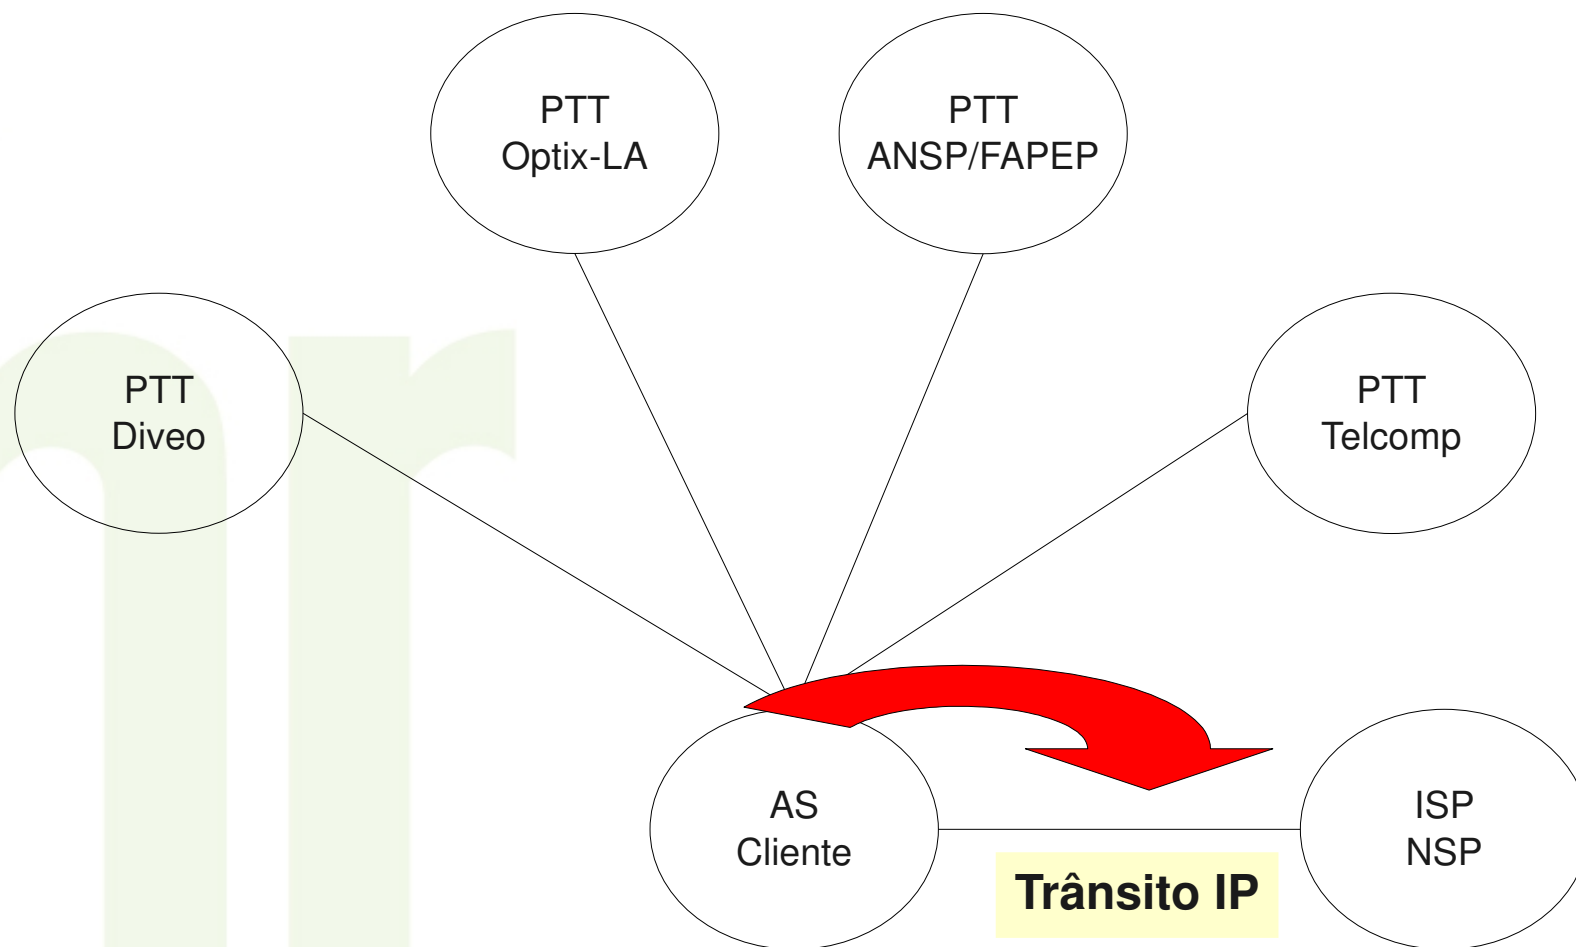 PTT
Optix-LA
PTT
ANSP/FAPEP
PTT
Diveo
PTT
Telcomp
AS
Cliente
ISP
NSP
Trânsito IP